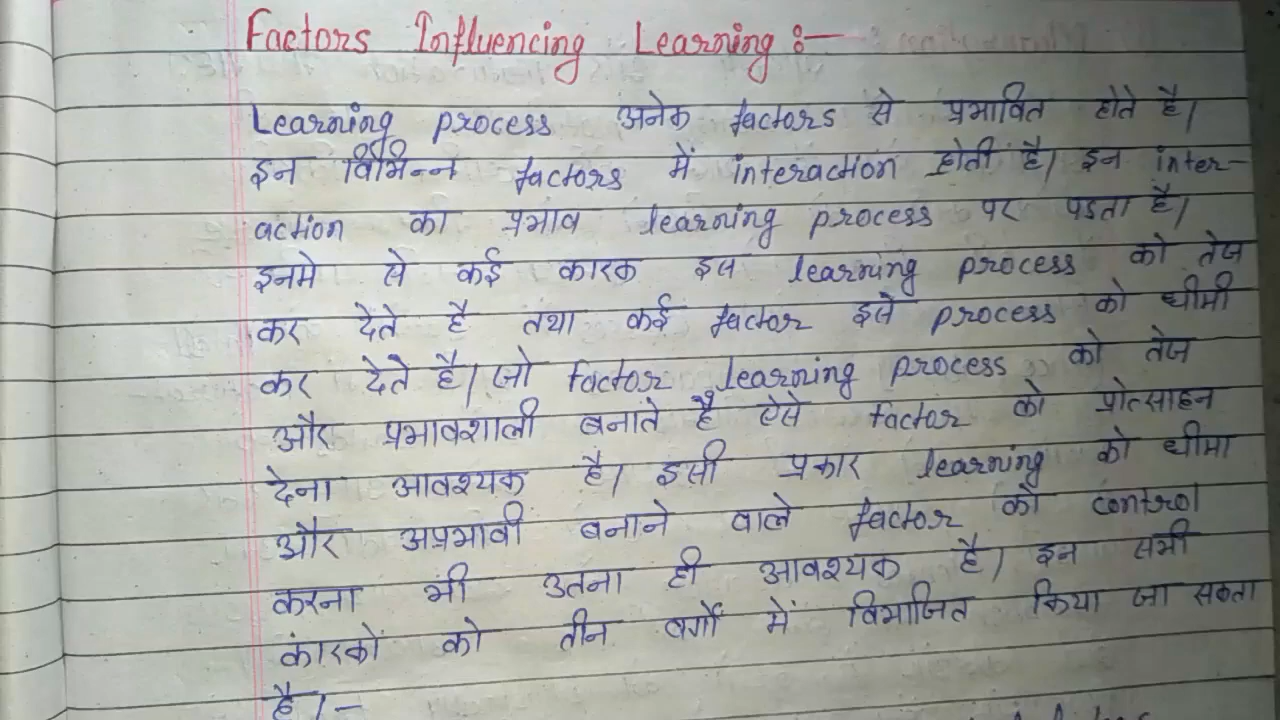 Factors Influencing Learning :—
Learning process अनेक factors से प्रभावित होते है।
इन विभिन्न factors में interaction होती है। इन inter-
action का प्रभाव learning process पर पडता है।
इनमे से कई कारक इस learning process को तेज
कर देते है तथा कई factor इसे process को धीमी
कर देते है। जो factor learning process को तेज
और प्रभावशाली बनाते है ऐसे factor को प्रोत्साहन
देना आवश्यक है। इसी प्रकार learning को धीमा
और अप्रभावी बनाने वाले factor को control
करना भी उतना ही आवश्यक है। इन सभी
कारकों को तीन वर्गों में विभाजित किया जा सकता
है।—